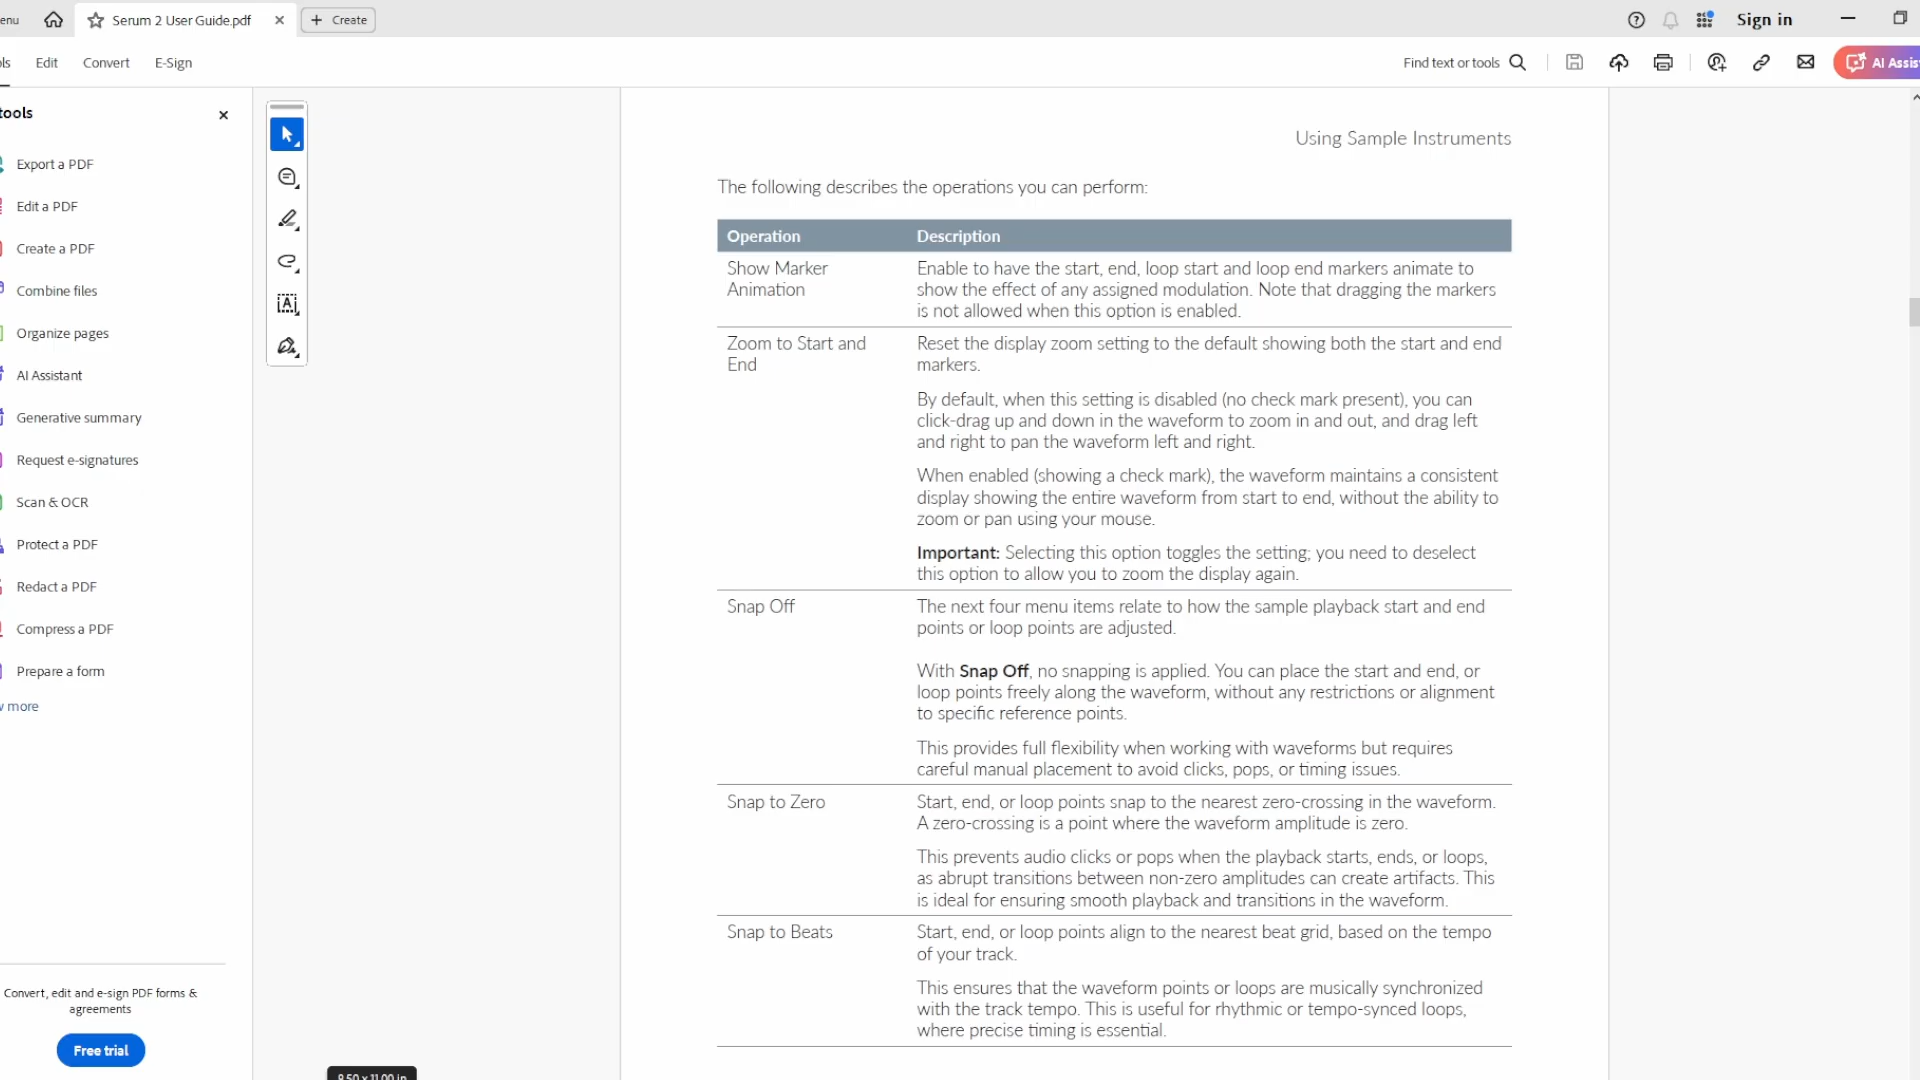 enu
Serum 2 User Guide.pdf
Create
Sign in
ols
Edit
Convert
E-Sign
Find text or tools
AI Assis
tools
Export a PDF
Edit a PDF
Create a PDF
Combine files
Organize pages
AI Assistant
Generative summary
Request e-signatures
Scan & OCR
Protect a PDF
Redact a PDF
Compress a PDF
Prepare a form
w more
Convert, edit and e-sign PDF forms &
agreements
Free trial
Using Sample Instruments
The following describes the operations you can perform:
Operation Description
Show Marker Animation
Enable to have the start, end, loop start and loop end markers animate to
show the effect of any assigned modulation. Note that dragging the markers
is not allowed when this option is enabled.
Zoom to Start and
End
Reset the display zoom setting to the default showing both the start and end
markers.
By default, when this setting is disabled (no check mark present), you can
click-drag up and down in the waveform to zoom in and out, and drag left
and right to pan the waveform left and right.
When enabled (showing a check mark), the waveform maintains a consistent
display showing the entire waveform from start to end, without the ability to
zoom or pan using your mouse.
Important: Selecting this option toggles the setting; you need to deselect
this option to allow you to zoom the display again.
Snap Off
The next four menu items relate to how the sample playback start and end
points or loop points are adjusted.
With Snap Off, no snapping is applied. You can place the start and end, or
loop points freely along the waveform, without any restrictions or alignment
to specific reference points.
This provides full flexibility when working with waveforms but requires
careful manual placement to avoid clicks, pops, or timing issues.
Snap to Zero
Start, end, or loop points snap to the nearest zero-crossing in the waveform.
A zero-crossing is a point where the waveform amplitude is zero.
This prevents audio clicks or pops when the playback starts, ends, or loops,
as abrupt transitions between non-zero amplitudes can create artifacts. This
is ideal for ensuring smooth playback and transitions in the waveform.
Snap to Beats
Start, end, or loop points align to the nearest beat grid, based on the tempo
of your track.
This ensures that the waveform points or loops are musically synchronized
with the track tempo. This is useful for rhythmic or tempo-synced loops,
where precise timing is essential.
8.50 x 11.00 in